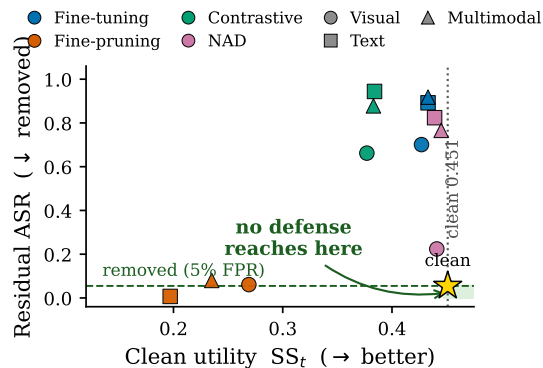 Fine-tuning Contrastive Visual Multimodal
Fine-pruning NAD Text
Residual ASR (↓ removed)
1.0
0.8
0.6
0.4
0.2
0.0
clean 0.451
no defense
reaches here
clean
removed (5% FPR)
0.2 0.3 0.4
Clean utility SSₜ (→ better)